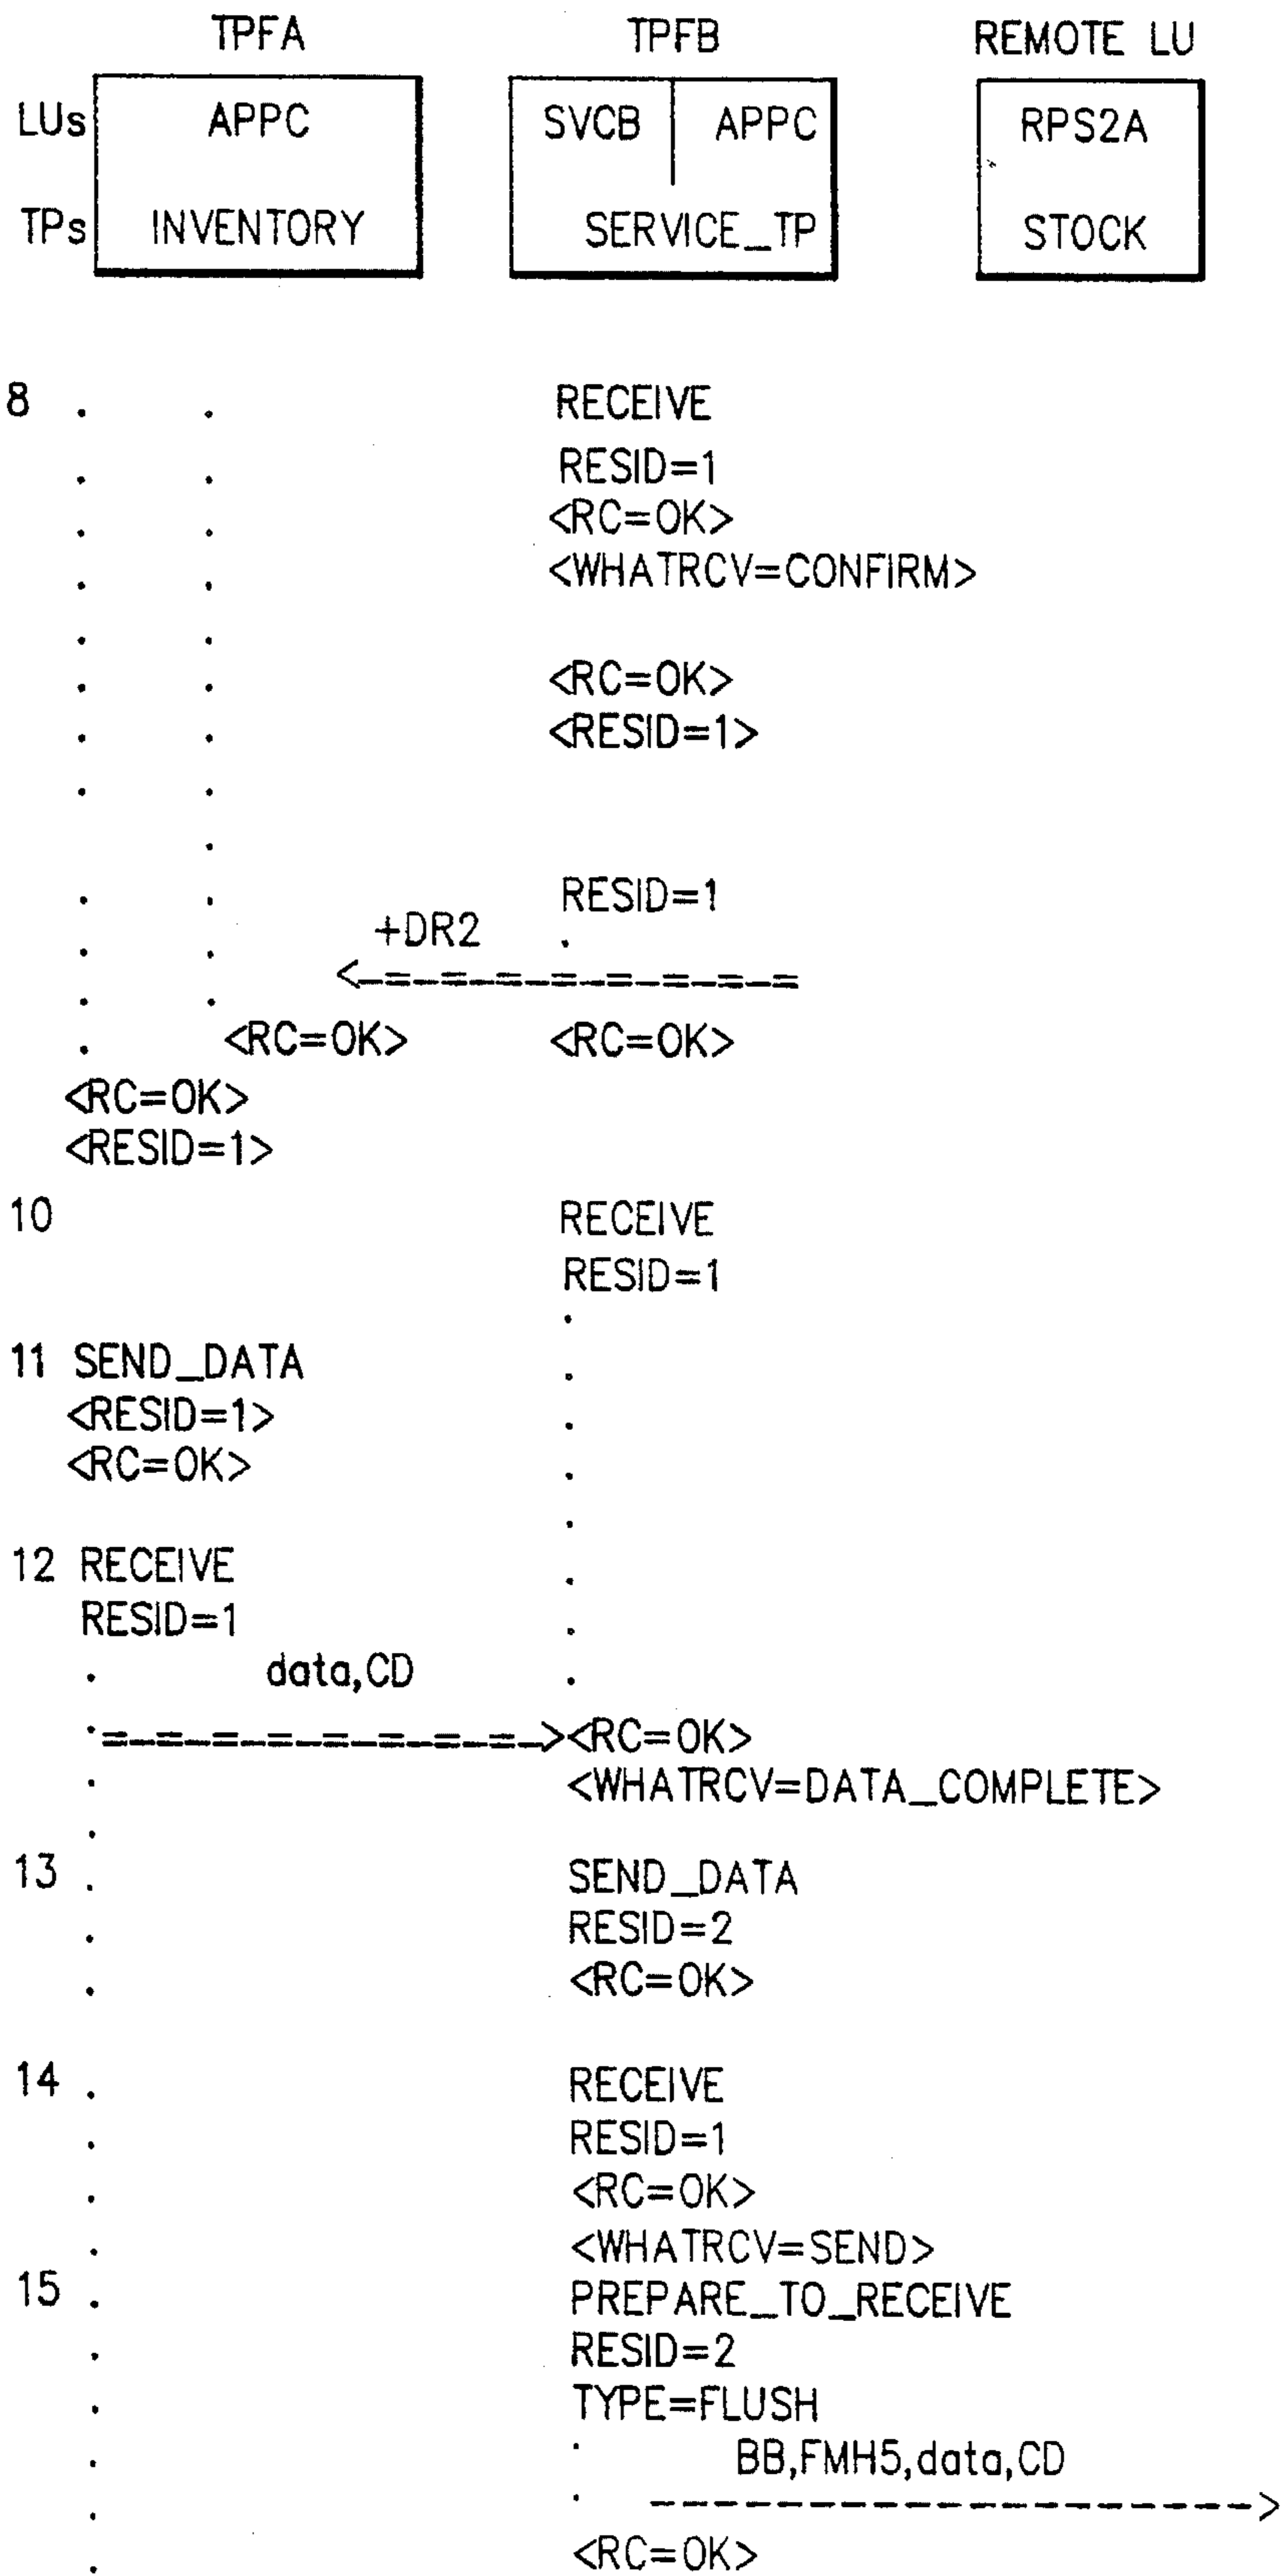 TPFA TPFB REMOTE LU
LUs APPC SVCB APPC RPS2A
TPs INVENTORY SERVICE_TP STOCK
8 . . RECEIVE
. . RESID=1
. . <RC=OK>
. . <WHATRCV=CONFIRM>
. .
. . <RC=OK>
. . <RESID=1>
. .
.
. . RESID=1
. . +DR2 .
. . <_=_=_=_=_=_=_=_=
. <RC=OK> <RC=OK>
<RC=OK>
<RESID=1>
10 RECEIVE
RESID=1
.
11 SEND_DATA .
<RESID=1> .
<RC=OK> .
.
12 RECEIVE .
RESID=1 .
. data,CD .
.=_=_=_=_=_=_=_=_><RC=OK>
. <WHATRCV=DATA_COMPLETE>
.
13 . SEND_DATA
. RESID=2
. <RC=OK>
14 . RECEIVE
. RESID=1
. <RC=OK>
. <WHATRCV=SEND>
15 . PREPARE_TO_RECEIVE
. RESID=2
. TYPE=FLUSH
. . BB,FMH5,data,CD
. . ------------------>
. <RC=OK>